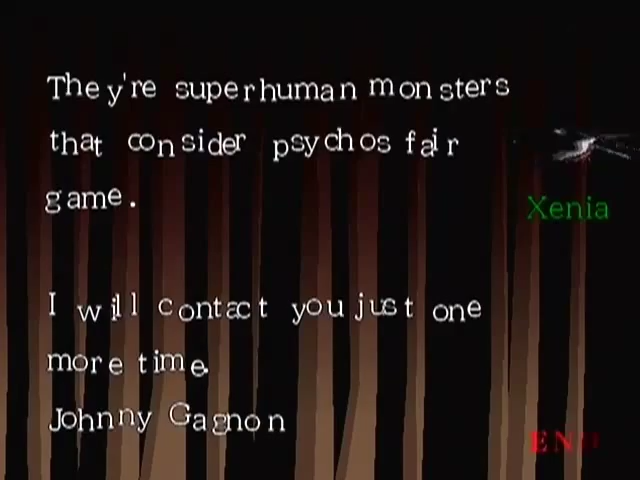 They're superhuman monsters
that consider psychos fair
game.
Xenia
I will contact you just one
more time.
Johnny Gagnon
END